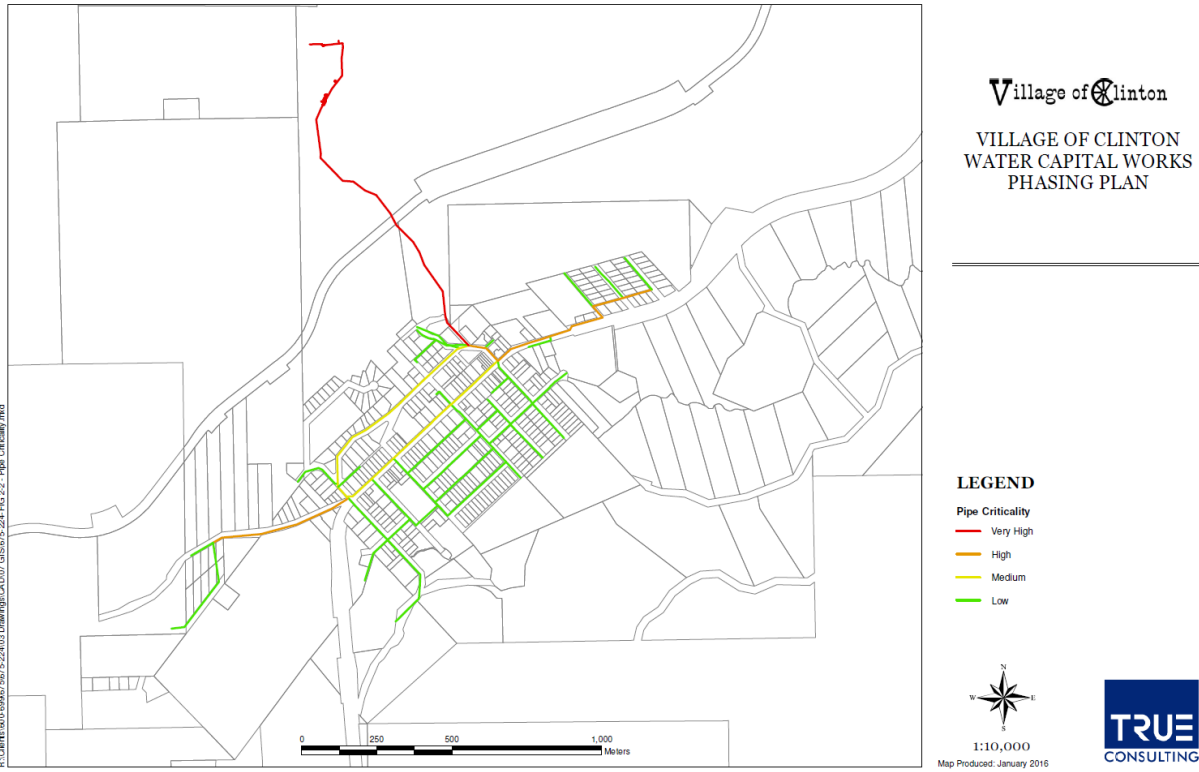 Village of Clinton
VILLAGE OF CLINTON
WATER CAPITAL WORKS
PHASING PLAN
LEGEND
Pipe Criticality
Very High
High
Medium
Low
N
W E
S
1:10,000
Map Produced: January 2016
TRUE
CONSULTING
0 250 500 1,000
Meters